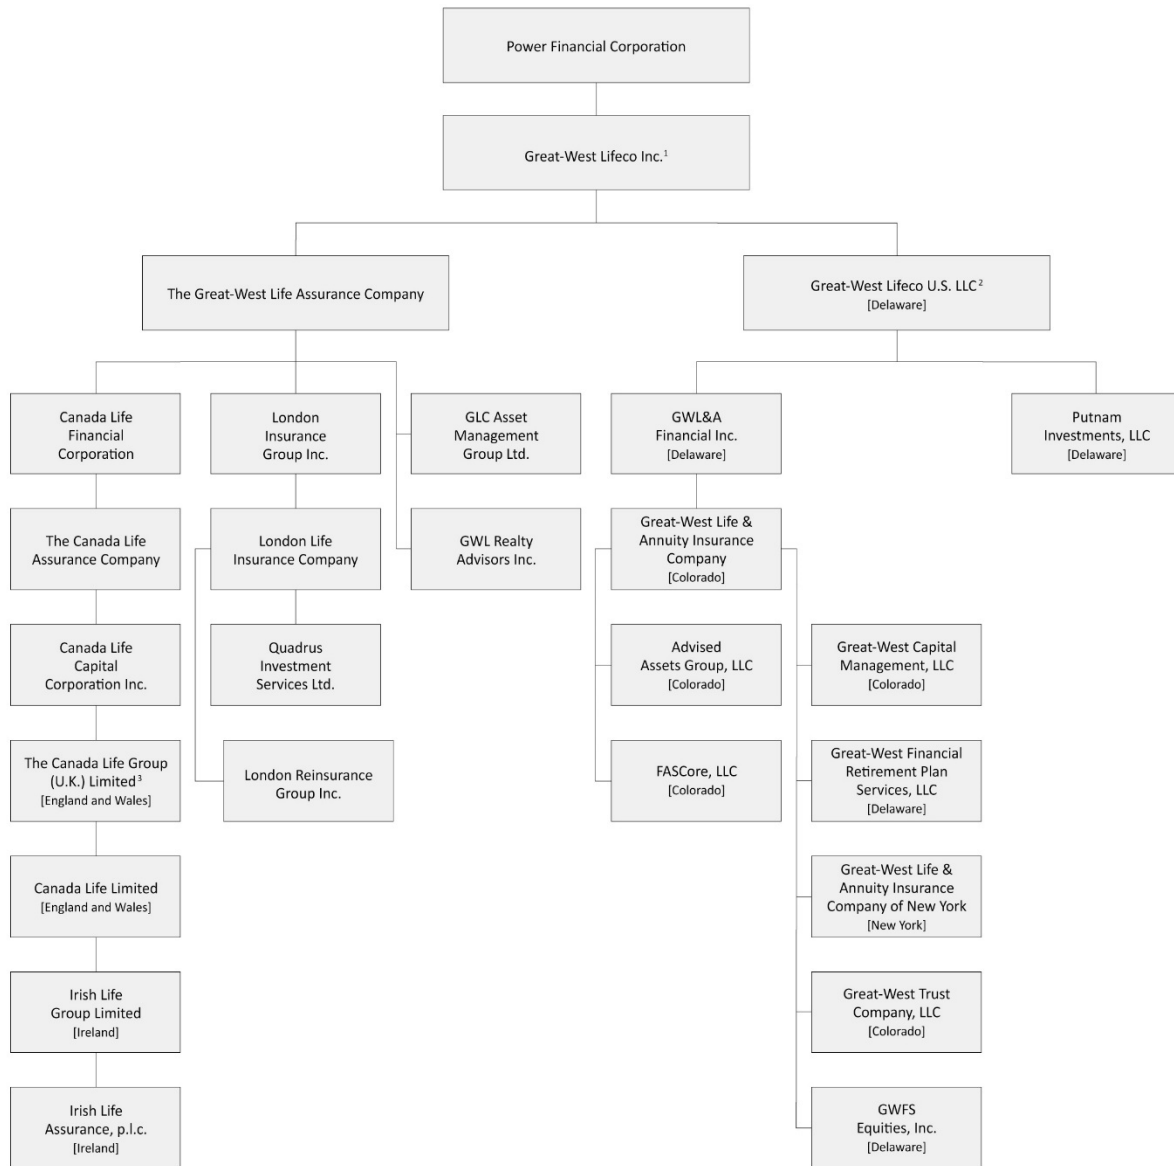 Power Financial Corporation
Great-West Lifeco Inc.¹
The Great-West Life Assurance Company
Great-West Lifeco U.S. LLC²
[Delaware]
Canada Life
Financial
Corporation
London
Insurance
Group Inc.
GLC Asset
Management
Group Ltd.
GWL&A
Financial Inc.
[Delaware]
Putnam
Investments, LLC
[Delaware]
The Canada Life
Assurance Company
London Life
Insurance Company
GWL Realty
Advisors Inc.
Great-West Life &
Annuity Insurance
Company
[Colorado]
Canada Life
Capital
Corporation Inc.
Quadrus
Investment
Services Ltd.
Advised
Assets Group, LLC
[Colorado]
Great-West Capital
Management, LLC
[Colorado]
The Canada Life Group
(U.K.) Limited³
[England and Wales]
London Reinsurance
Group Inc.
FASCore, LLC
[Colorado]
Great-West Financial
Retirement Plan
Services, LLC
[Delaware]
Canada Life Limited
[England and Wales]
Great-West Life &
Annuity Insurance
Company of New York
[New York]
Irish Life
Group Limited
[Ireland]
Great-West Trust
Company, LLC
[Colorado]
Irish Life
Assurance, p.l.c.
[Ireland]
GWFS
Equities, Inc.
[Delaware]